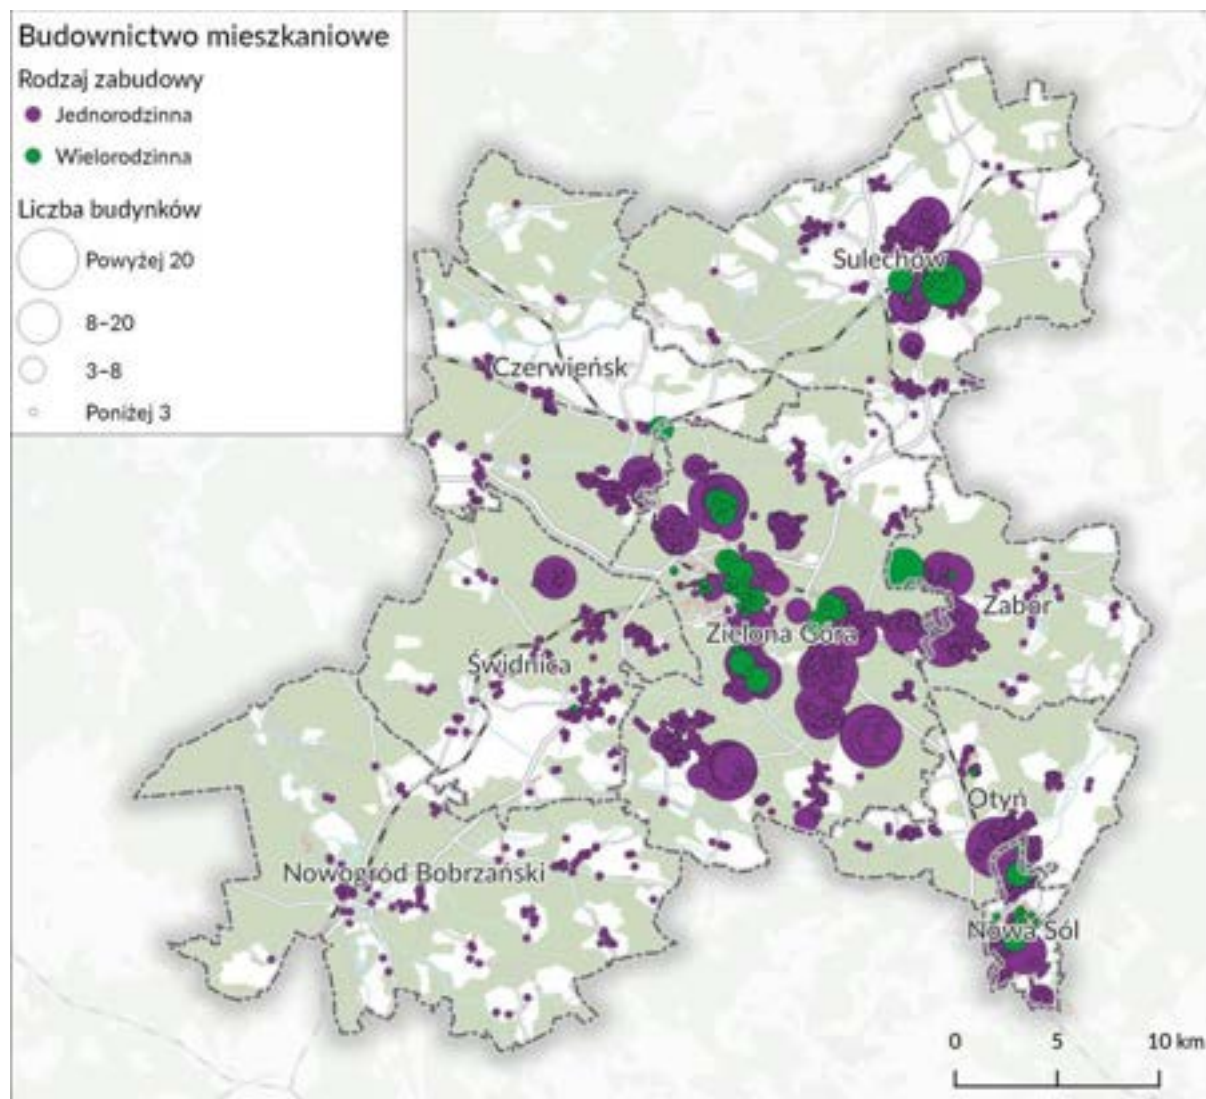 Budownictwo mieszkaniowe
Rodzaj zabudowy
Jednorodzinna
Wielorodzinna
Liczba budynków
Powyżej 20
8–20
3–8
Poniżej 3
Sulechów
Czerwieńsk
Zabór
Zielona Góra
Świdnica
Otyń
Nowogród Bobrzański
Nowa Sól
0 5 10 km